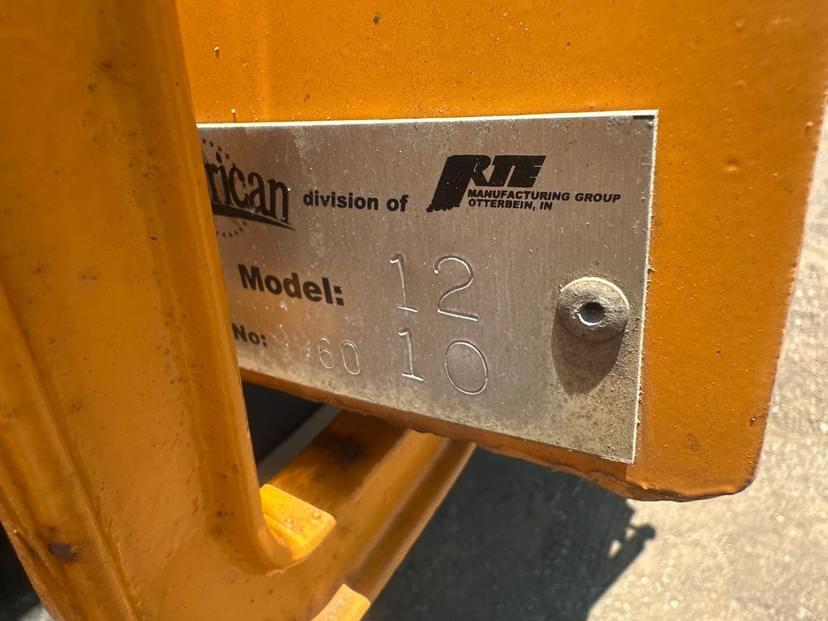 rican division of RTE
MANUFACTURING GROUP
OTTERBEIN, IN
Model: 12
No: 60 10